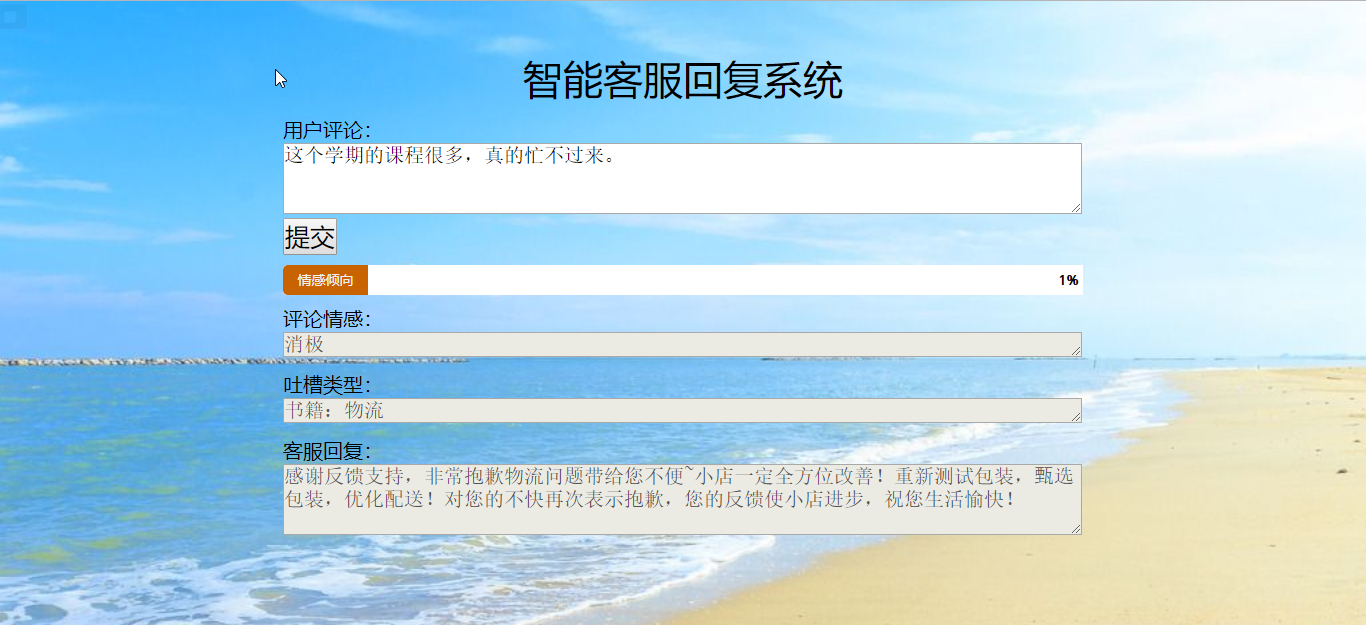 智能客服回复系统
用户评论：
这个学期的课程很多，真的忙不过来。
提交
情感倾向
1%
评论情感：
消极
吐槽类型：
书籍：物流
客服回复：
感谢反馈支持，非常抱歉物流问题带给您不便~小店一定全方位改善！重新测试包装，甄选
包装，优化配送！对您的不快再次表示抱歉，您的反馈使小店进步，祝您生活愉快！